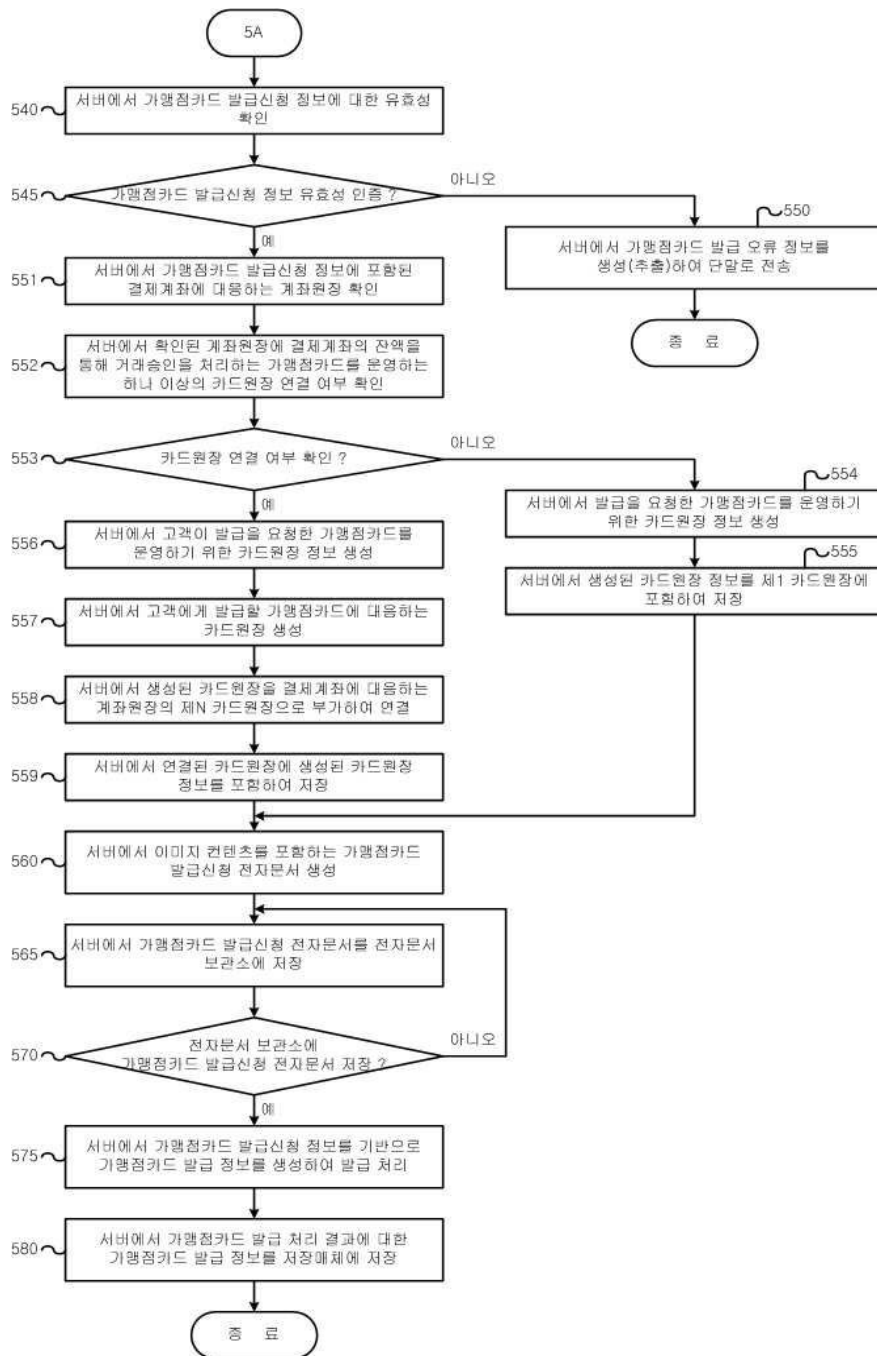 5A
540
서버에서 가맹점카드 발급신청 정보에 대한 유효성
확인
545
가맹점카드 발급신청 정보 유효성 인증 ?
아니오
예
550
서버에서 가맹점카드 발급 오류 정보를
생성(추출)하여 단말로 전송
종 료
551
서버에서 가맹점카드 발급신청 정보에 포함된
결제계좌에 대응하는 계좌원장 확인
552
서버에서 확인된 계좌원장에 결제계좌의 잔액을
통해 거래승인을 처리하는 가맹점카드를 운영하는
하나 이상의 카드원장 연결 여부 확인
553
카드원장 연결 여부 확인 ?
아니오
예
554
서버에서 발급을 요청한 가맹점카드를 운영하기
위한 카드원장 정보 생성
555
서버에서 생성된 카드원장 정보를 제1 카드원장에
포함하여 저장
556
서버에서 고객이 발급을 요청한 가맹점카드를
운영하기 위한 카드원장 정보 생성
557
서버에서 고객에게 발급할 가맹점카드에 대응하는
카드원장 생성
558
서버에서 생성된 카드원장을 결제계좌에 대응하는
계좌원장의 제N 카드원장으로 부가하여 연결
559
서버에서 연결된 카드원장에 생성된 카드원장
정보를 포함하여 저장
560
서버에서 이미지 컨텐츠를 포함하는 가맹점카드
발급신청 전자문서 생성
565
서버에서 가맹점카드 발급신청 전자문서를 전자문서
보관소에 저장
570
전자문서 보관소에
가맹점카드 발급신청 전자문서 저장 ?
아니오
예
575
서버에서 가맹점카드 발급신청 정보를 기반으로
가맹점카드 발급 정보를 생성하여 발급 처리
580
서버에서 가맹점카드 발급 처리 결과에 대한
가맹점카드 발급 정보를 저장매체에 저장
종 료